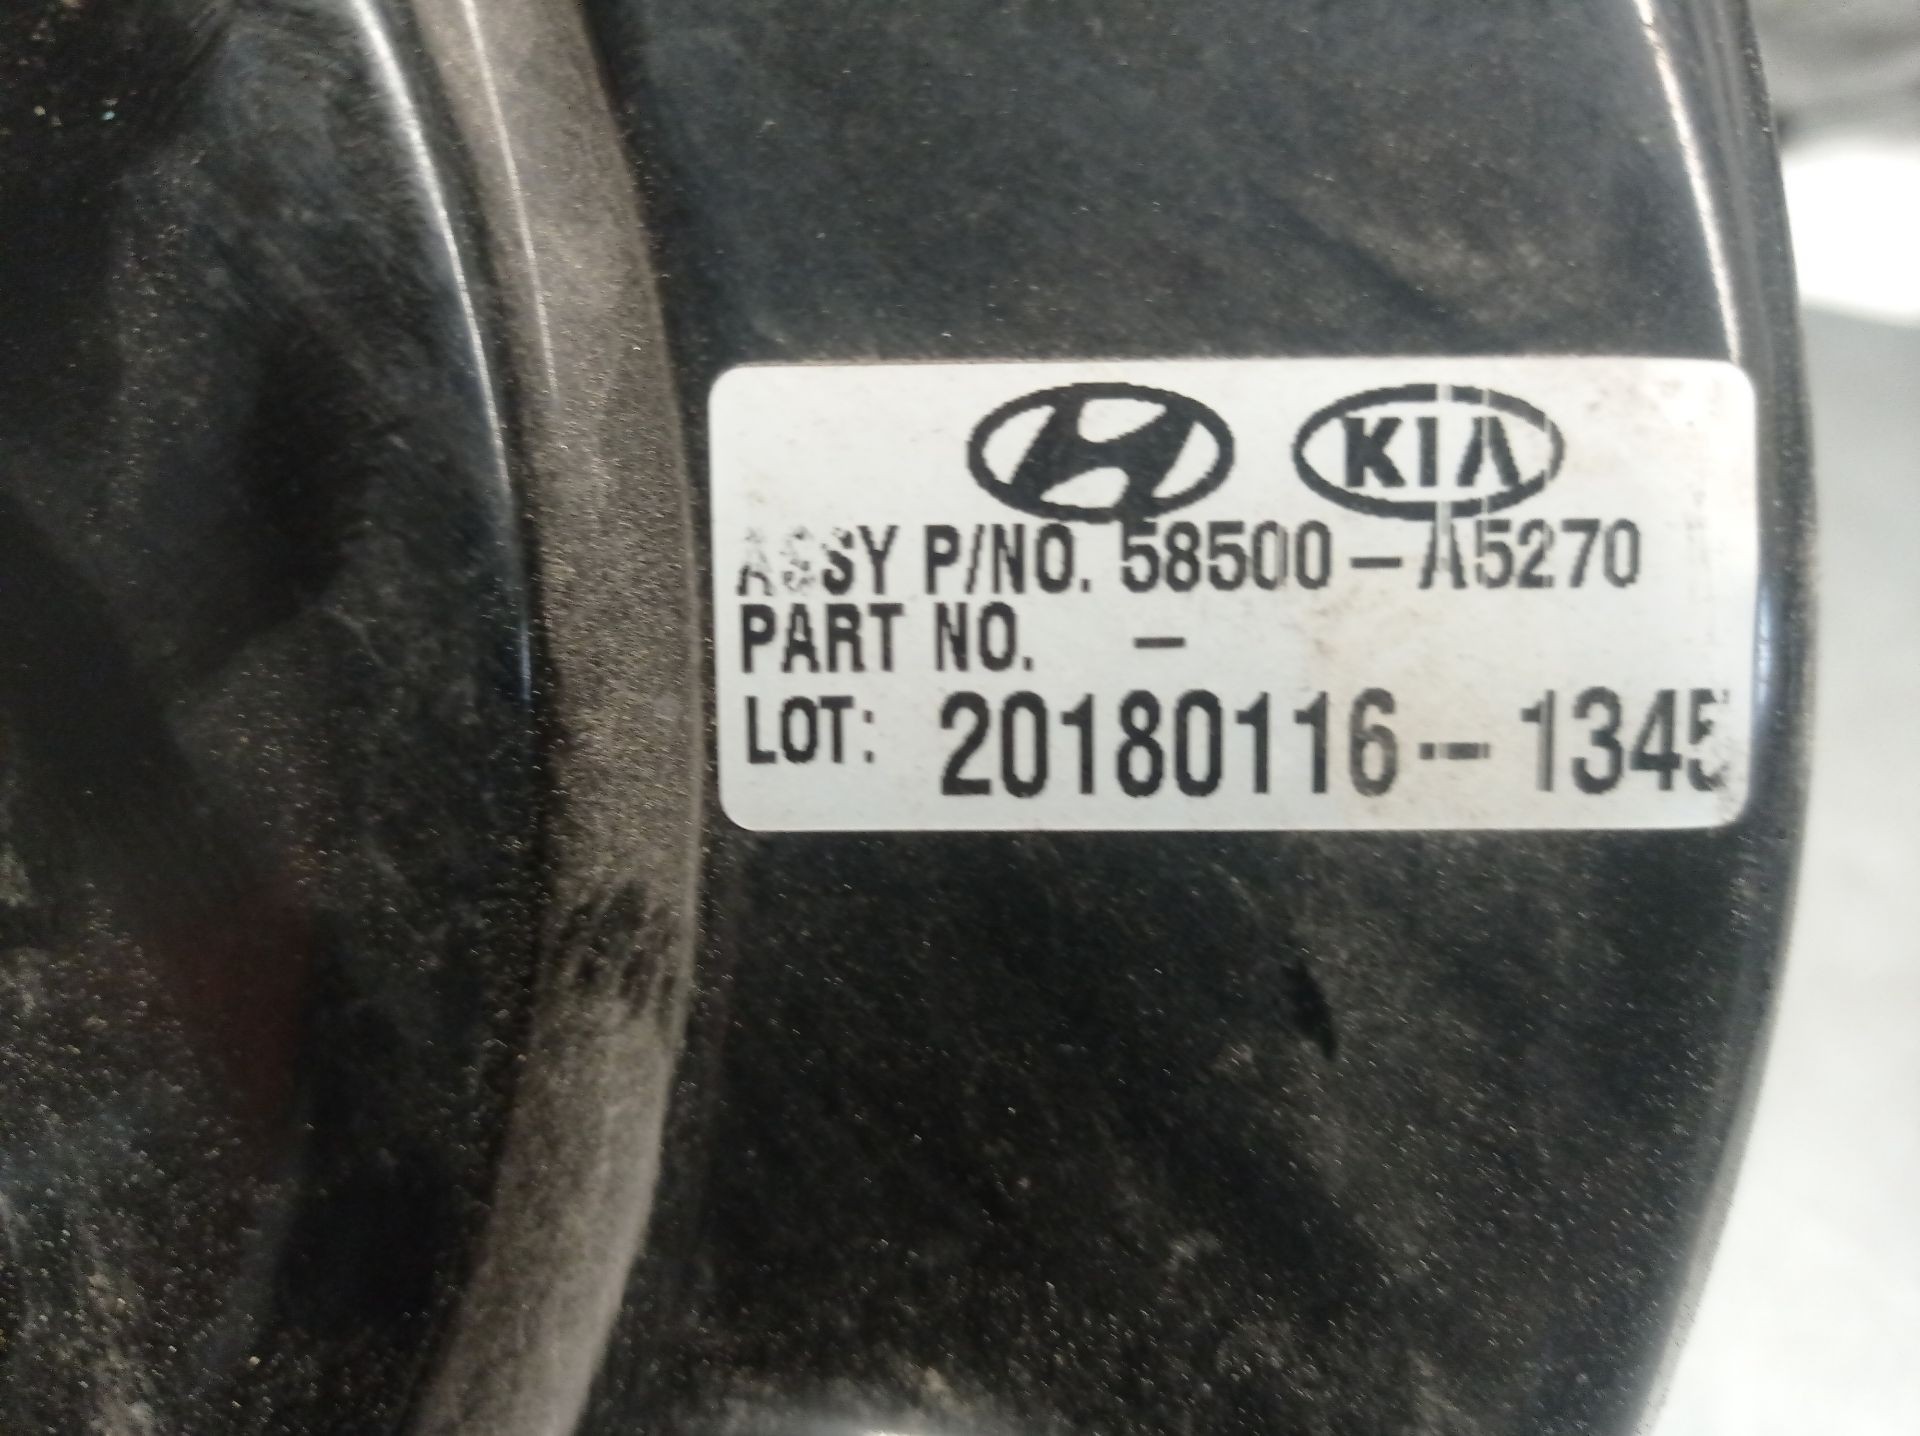 KIA
ASSY P/NO. 58500-A5270
PART NO. -
LOT: 20180116--1345